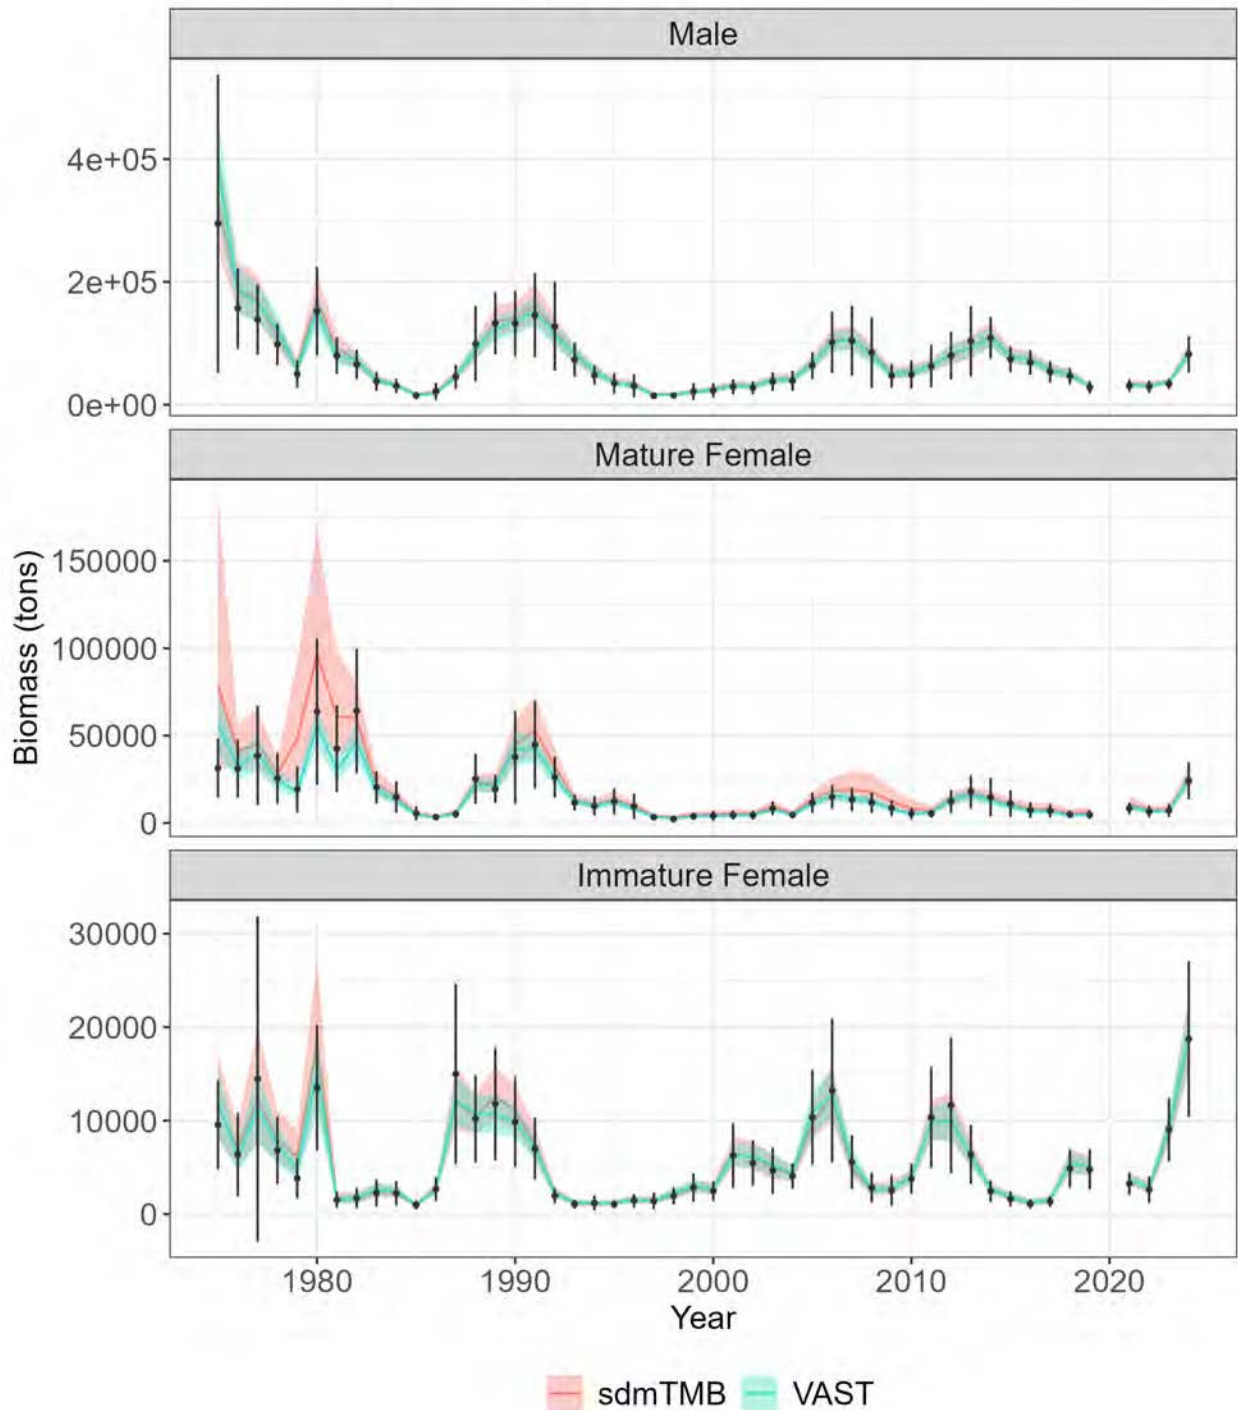 Male
4e+05
2e+05
0e+00
Mature Female
150000
100000
50000
0
Biomass (tons)
Immature Female
30000
20000
10000
0
1980 1990 2000 2010 2020
Year
sdmTMB VAST